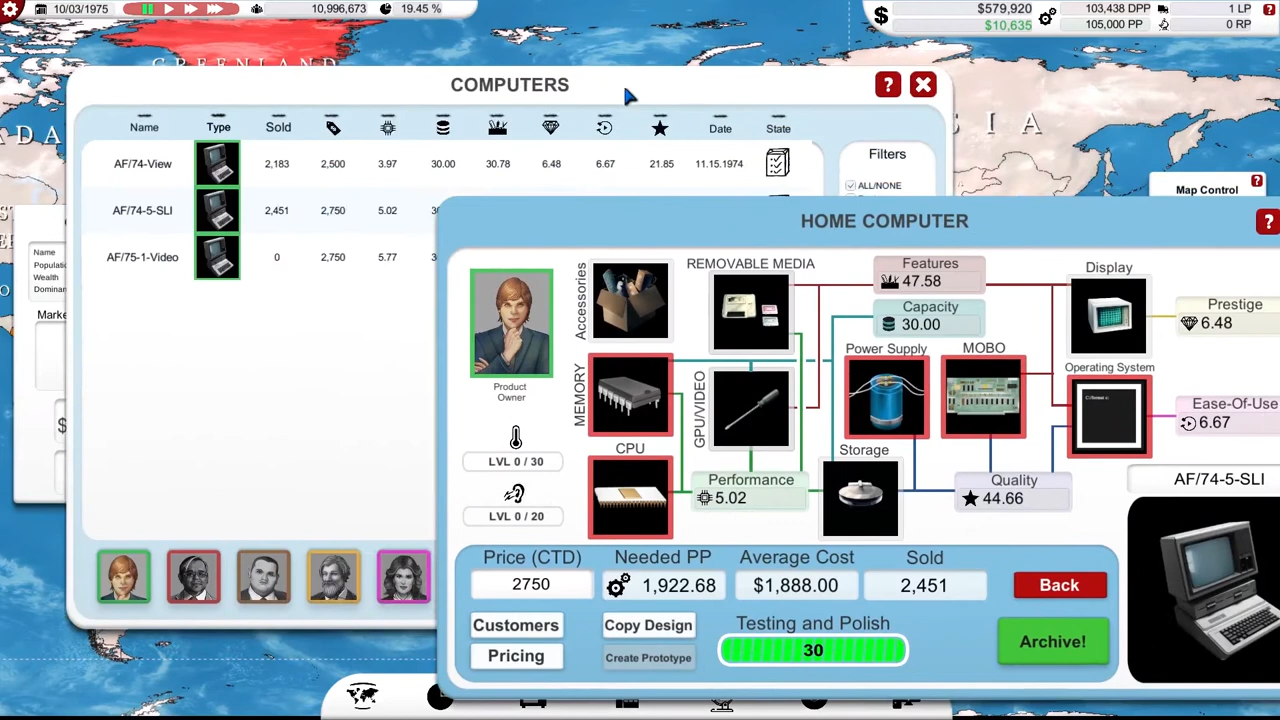 10/03/1975
10,996,673
19.45 %
$579,920
$10,635
103,438 DPP
105,000 PP
1 LP
0 RP
?
GREENLAND
COMPUTERS
?
Name Type Sold Date State
AF/74-View 2,183 2,500 3.97 30.00 30.78 6.48 6.67 21.85 11.15.1974
AF/74-5-SLI 2,451 2,750 5.02
AF/75-1-Video 0 2,750 5.77
Filters
ALL/NONE
Map Control
?
Name
Wealth
HOME COMPUTER
?
Product
Owner
LVL 0 / 30
LVL 0 / 20
Accessories
REMOVABLE MEDIA
Features
47.58
Capacity
30.00
Display
Prestige
6.48
MEMORY
GPU/VIDEO
Power Supply
MOBO
Operating System
Ease-Of-Use
6.67
CPU
Performance
5.02
Storage
Quality
44.66
AF/74-5-SLI
Price (CTD) Needed PP Average Cost Sold
2750 1,922.68 $1,888.00 2,451
Back
Customers
Copy Design
Testing and Polish
30
Pricing
Create Prototype
Archive!